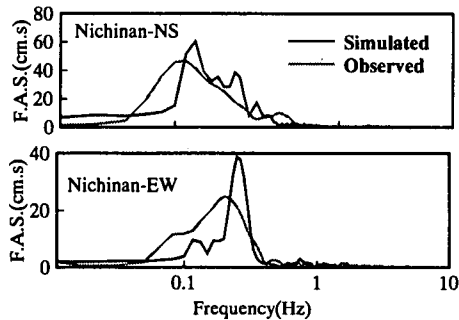 Nichinan-NS
Simulated
Observed
F.A.S.(cm.s)
80
60
40
20
0
Nichinan-EW
F.A.S.(cm.s)
40
20
0
0.1
1
10
Frequency(Hz)